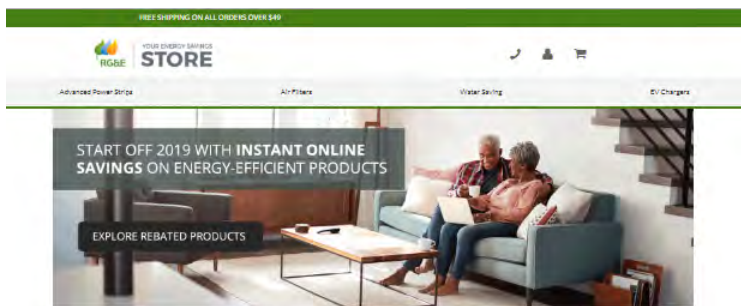 FREE SHIPPING ON ALL ORDERS OVER $49
RG&E
YOUR ENERGY SAVINGS
STORE
Advanced Power Strips
Air Filters
Water Saving
EV Chargers
START OFF 2019 WITH INSTANT ONLINE
SAVINGS ON ENERGY-EFFICIENT PRODUCTS
EXPLORE REBATED PRODUCTS